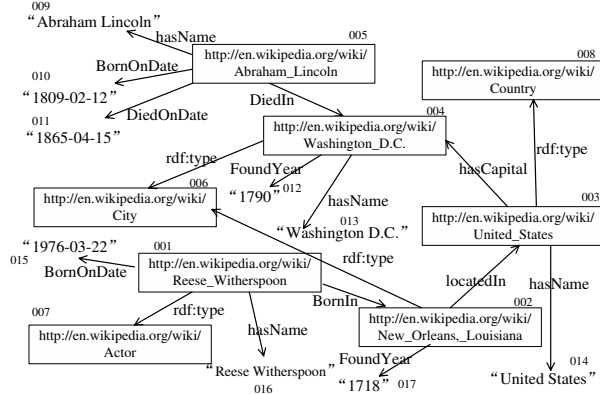 009
“Abraham Lincoln”
hasName
005
http://en.wikipedia.org/wiki/
Abraham_Lincoln
008
http://en.wikipedia.org/wiki/
Country
010
BornOnDate
“1809-02-12”
011
DiedOnDate
“1865-04-15”
DiedIn
004
http://en.wikipedia.org/wiki/
Washington_D.C.
rdf:type
hasCapital
rdf:type
FoundYear
“1790”
012
006
http://en.wikipedia.org/wiki/
City
hasName
013
“Washington D.C.”
003
http://en.wikipedia.org/wiki/
United_States
“1976-03-22”
015
BornOnDate
001
http://en.wikipedia.org/wiki/
Reese_Witherspoon
rdf:type
locatedIn
hasName
BornIn
002
http://en.wikipedia.org/wiki/
New_Orleans,_Louisiana
007
http://en.wikipedia.org/wiki/
Actor
rdf:type
hasName
“Reese Witherspoon”
016
FoundYear
“1718”
017
014
“United States”